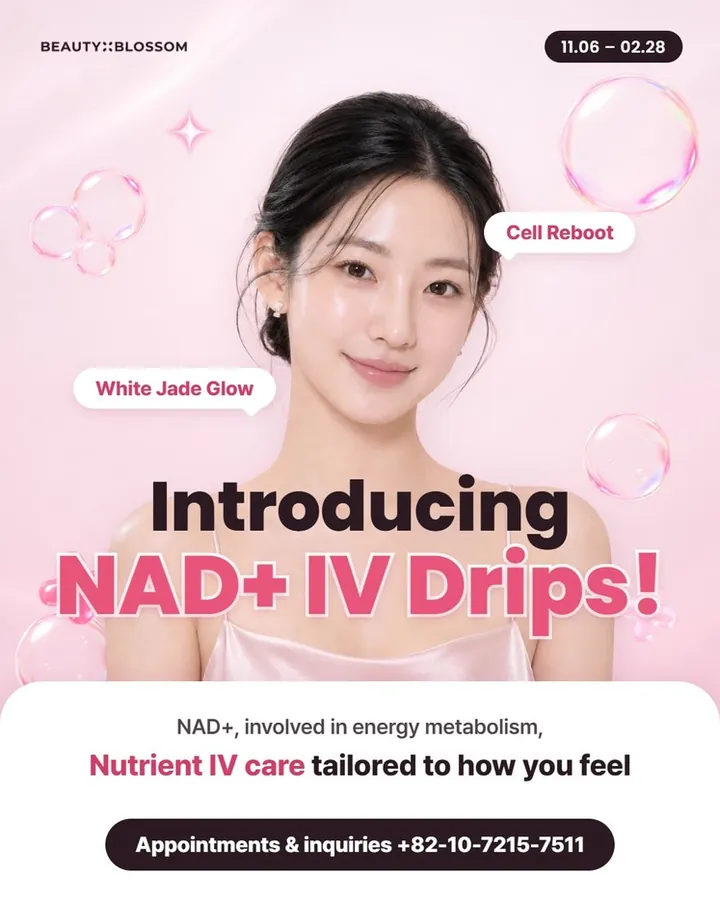 BEAUTY::BLOSSOM
11.06 – 02.28
Cell Reboot
White Jade Glow
Introducing
NAD+ IV Drips!
NAD+, involved in energy metabolism,
Nutrient IV care tailored to how you feel
Appointments & inquiries +82-10-7215-7511